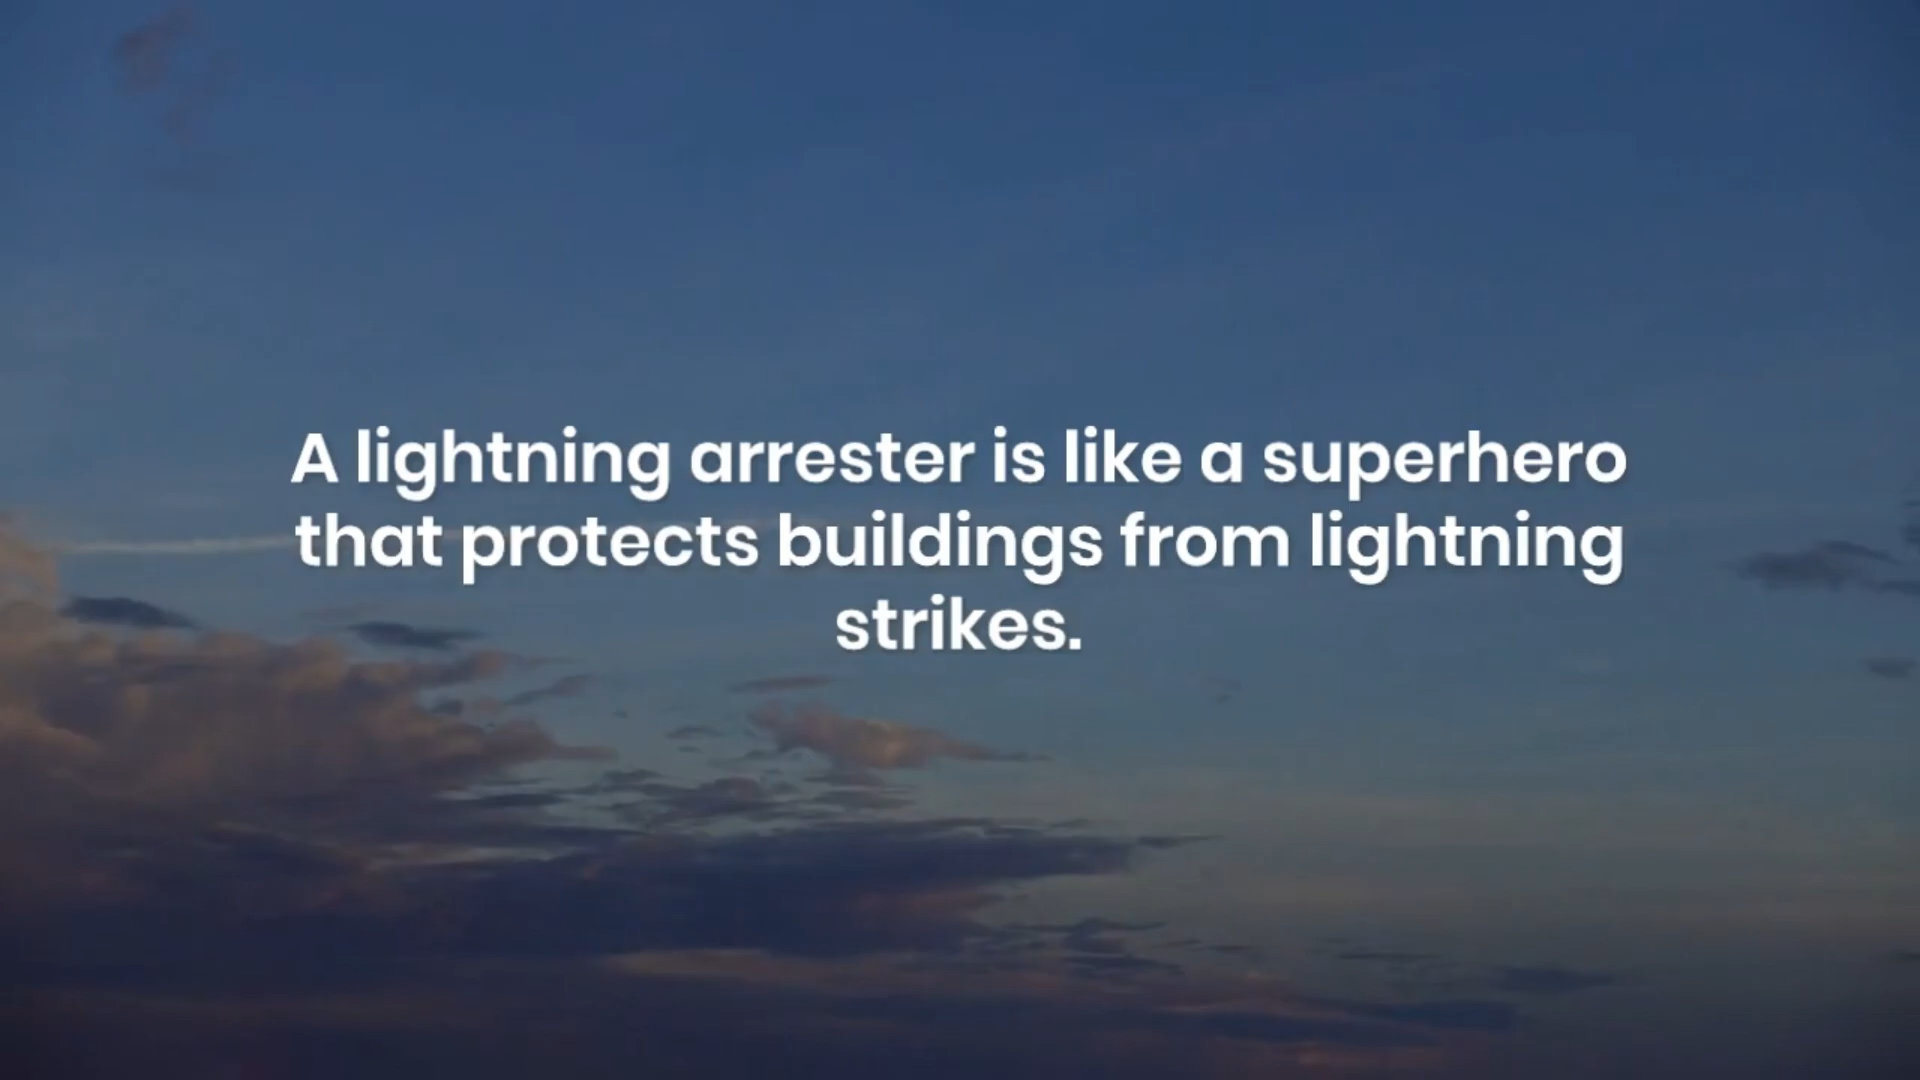 A lightning arrester is like a superhero
that protects buildings from lightning
strikes.